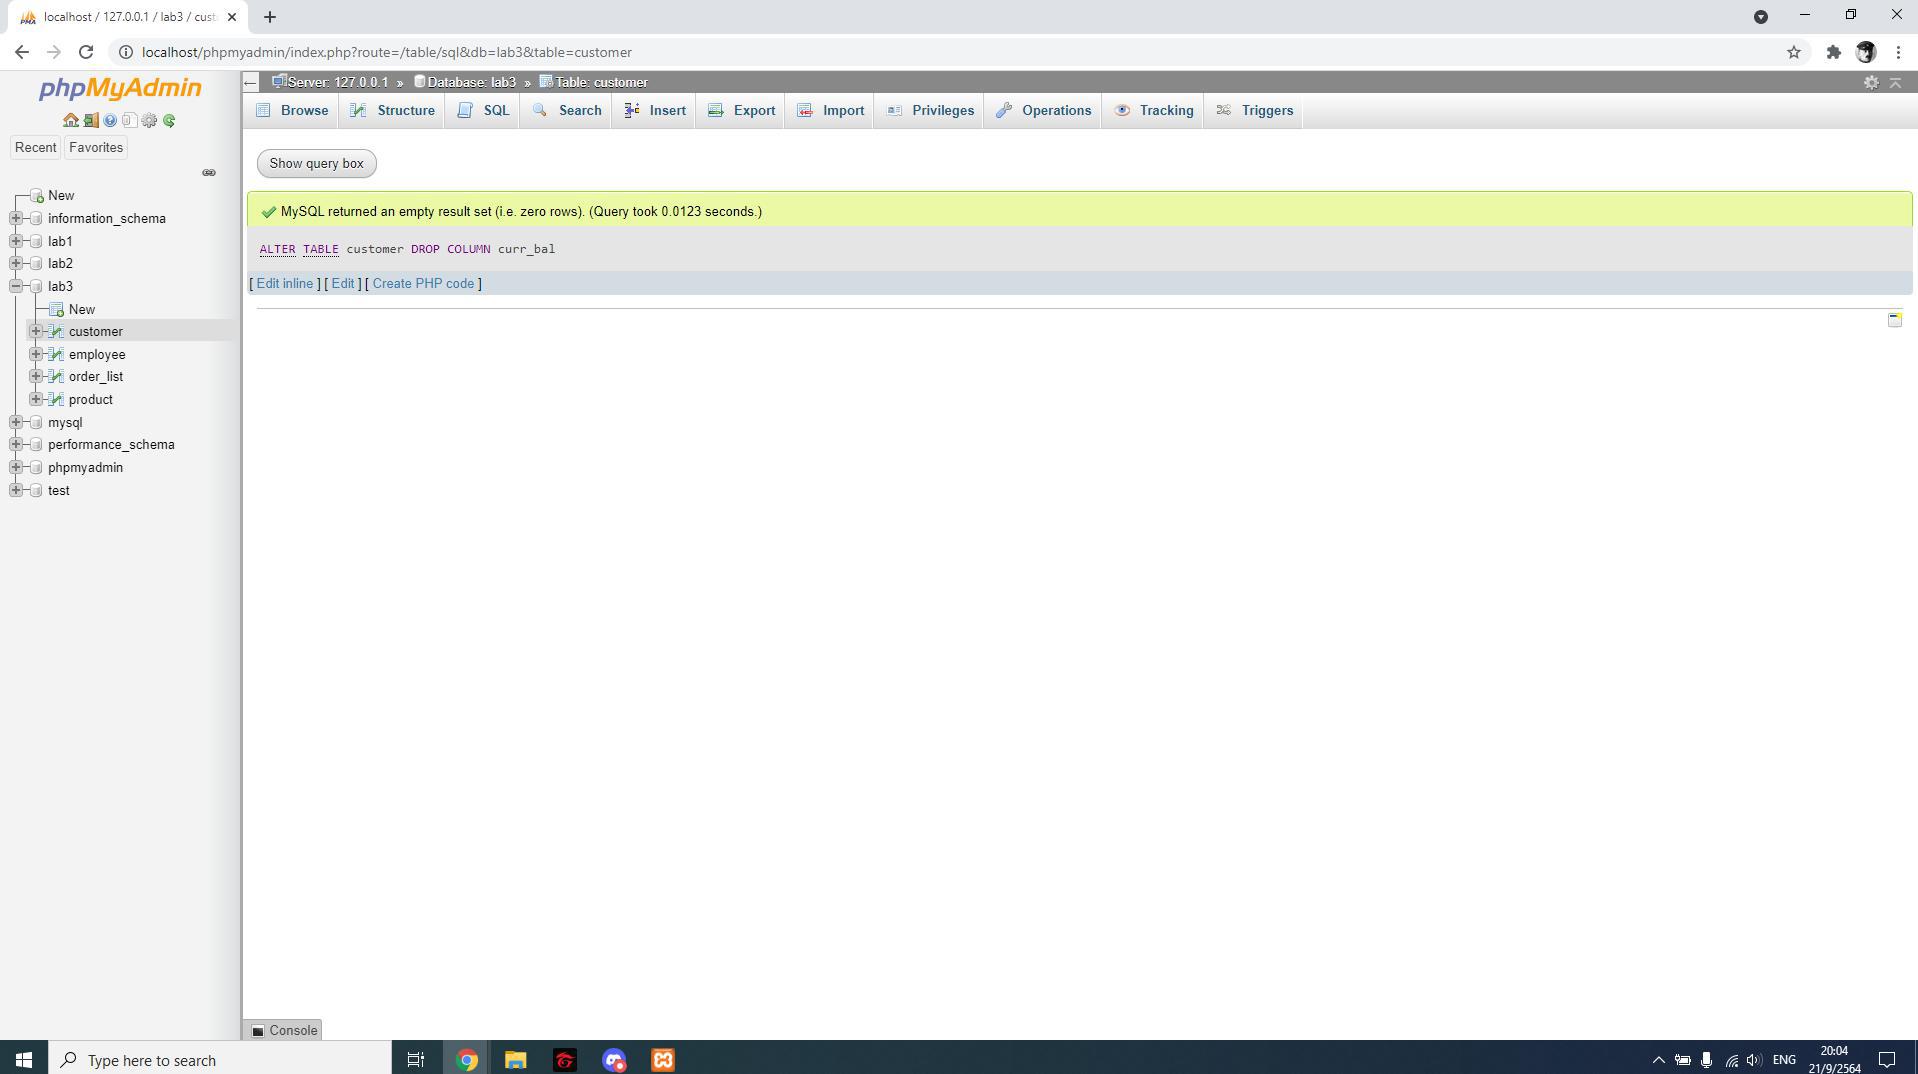 localhost / 127.0.0.1 / lab3 / cust
localhost/phpmyadmin/index.php?route=/table/sql&db=lab3&table=customer
phpMyAdmin
Recent Favorites
New
information_schema
lab1
lab2
lab3
New
customer
employee
order_list
product
mysql
performance_schema
phpmyadmin
test
Server: 127.0.0.1 » Database: lab3 » Table: customer
Browse Structure SQL Search Insert Export Import Privileges Operations Tracking Triggers
Show query box
MySQL returned an empty result set (i.e. zero rows). (Query took 0.0123 seconds.)
ALTER TABLE customer DROP COLUMN curr_bal
[ Edit inline ] [ Edit ] [ Create PHP code ]
Console
Type here to search
ENG
20:04
21/9/2564